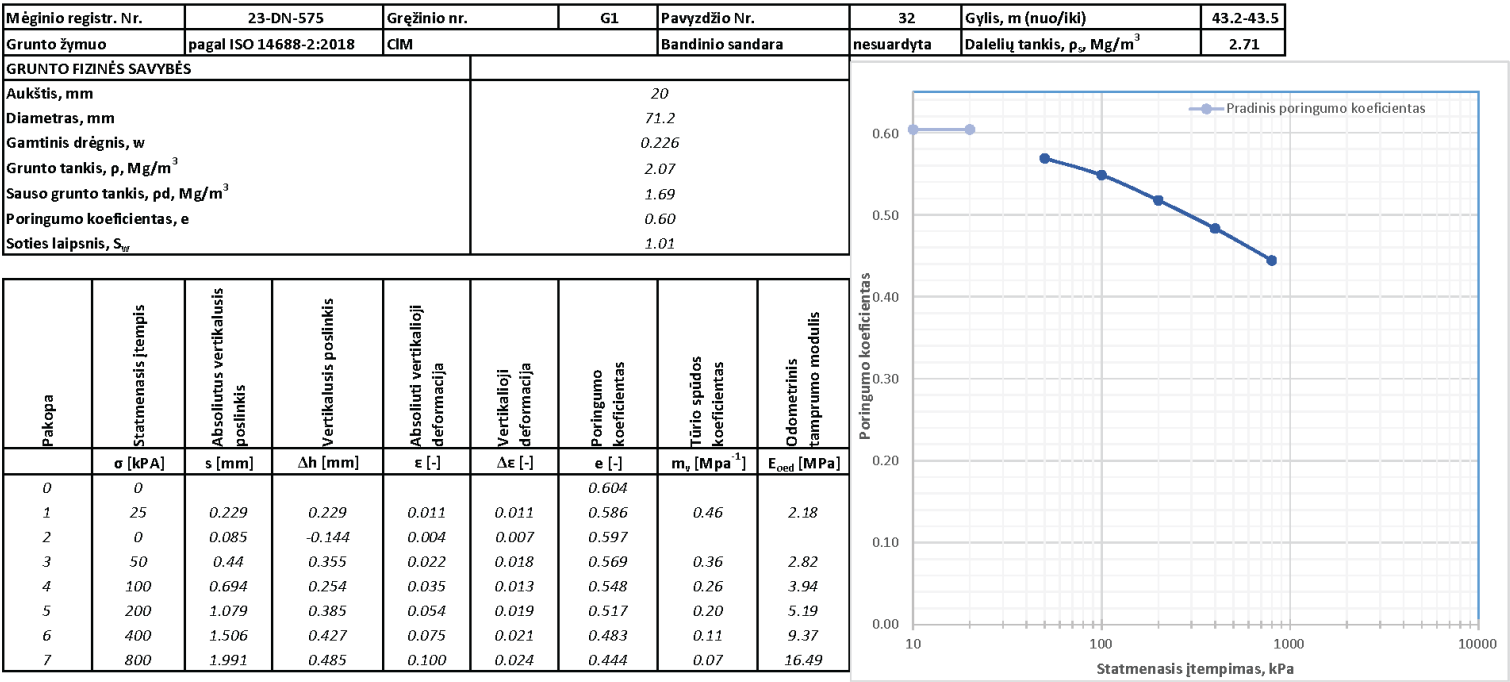 Mėginio registr. Nr. 23-DN-575 Gręžinio nr. G1 Pavyzdžio Nr. 32 Gylis, m (nuo/iki) 43.2-43.5
Grunto žymuo pagal ISO 14688-2:2018 ClM Bandinio sandara nesuardyta Dalelių tankis, ρs, Mg/m3 2.71
GRUNTO FIZINĖS SAVYBĖS
Aukštis, mm 20
Diametras, mm 71.2
Gamtinis drėgnis, w 0.226
Grunto tankis, ρ, Mg/m3 2.07
Sauso grunto tankis, ρd, Mg/m3 1.69
Poringumo koeficientas, e 0.60
Soties laipsnis, Sw 1.01
Pakopa
Statmenasis įtempis
Absoliutus vertikalusis poslinkis
Vertikalusis poslinkis
Absoliuti vertikalioji deformacija
Vertikalioji deformacija
Poringumo koeficientas
Tūrio spūdos koeficientas
Odometrinis tamprumo modulis
σ [kPA] s [mm] Δh [mm] ε [-] Δε [-] e [-] mv [Mpa-1] Eoed [MPa]
0 0 0.604
1 25 0.229 0.229 0.011 0.011 0.586 0.46 2.18
2 0 0.085 -0.144 0.004 0.007 0.597
3 50 0.44 0.355 0.022 0.018 0.569 0.36 2.82
4 100 0.694 0.254 0.035 0.013 0.548 0.26 3.94
5 200 1.079 0.385 0.054 0.019 0.517 0.20 5.19
6 400 1.506 0.427 0.075 0.021 0.483 0.11 9.37
7 800 1.991 0.485 0.100 0.024 0.444 0.07 16.49
Pradinis poringumo koeficientas
Poringumo koeficientas
0.60
0.50
0.40
0.30
0.20
0.10
0.00
10 100 1000 10000
Statmenasis įtempimas, kPa